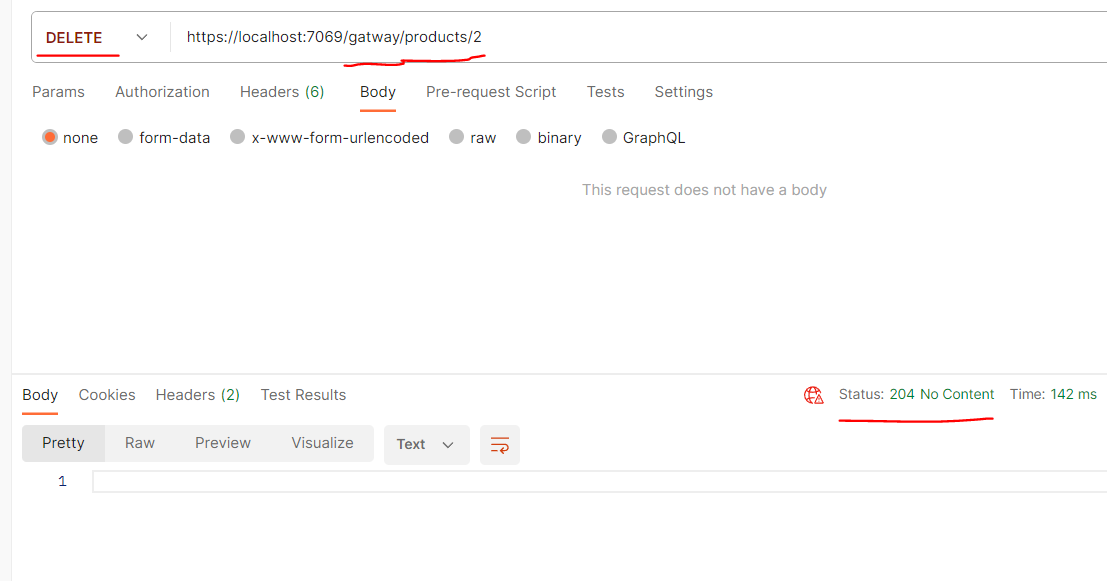 DELETE https://localhost:7069/gatway/products/2
Params Authorization Headers (6) Body Pre-request Script Tests Settings
none form-data x-www-form-urlencoded raw binary GraphQL
This request does not have a body
Body Cookies Headers (2) Test Results Status: 204 No Content Time: 142 ms
Pretty Raw Preview Visualize Text
1